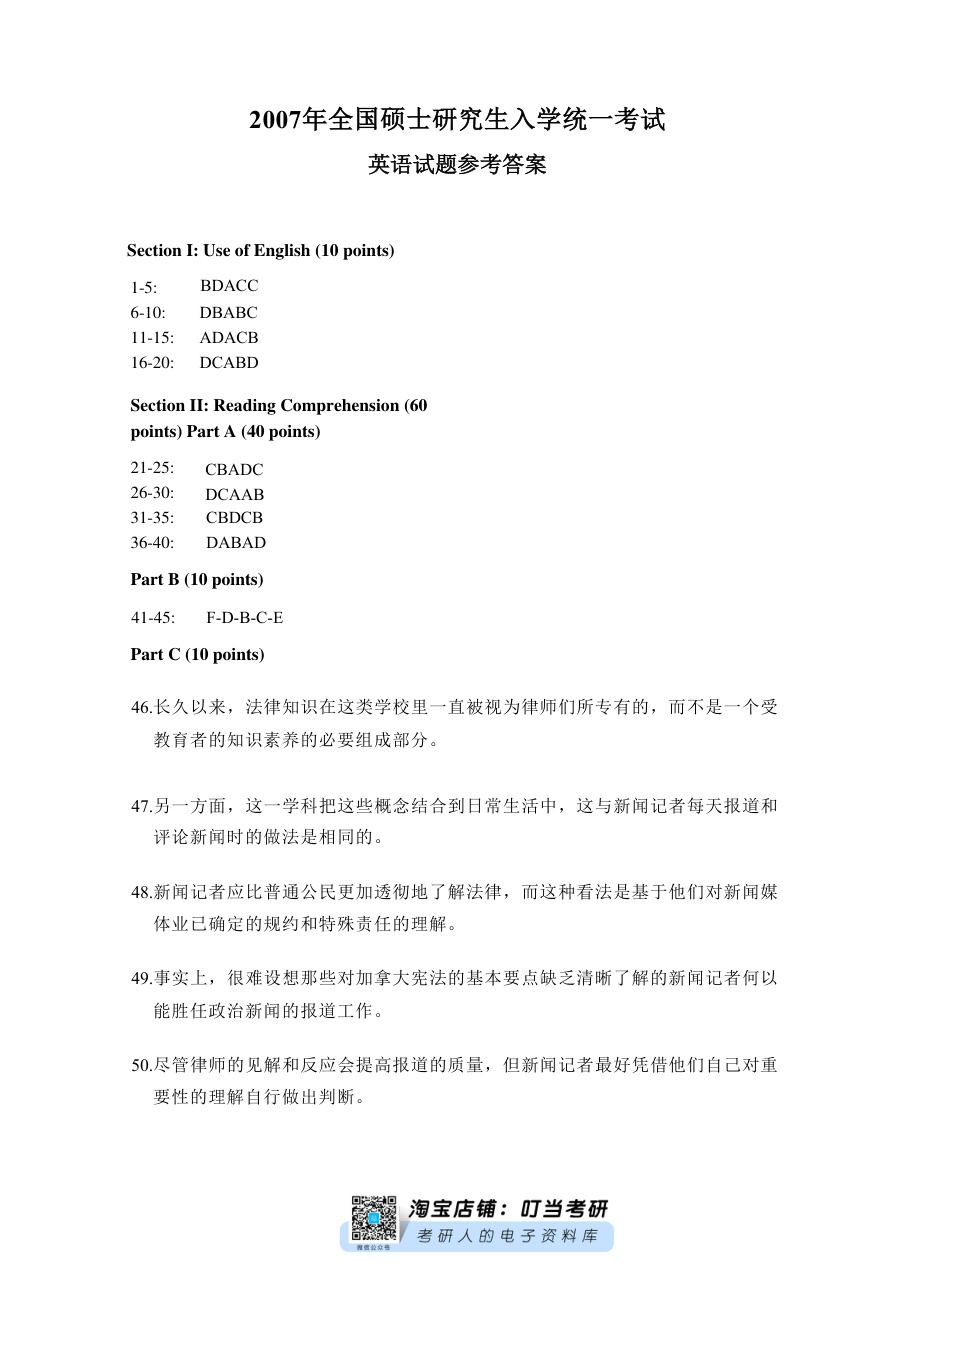 2007年全国硕士研究生入学统一考试
英语试题参考答案
Section I: Use of English (10 points)
1-5: BDACC
6-10: DBABC
11-15: ADACB
16-20: DCABD
Section II: Reading Comprehension (60
points) Part A (40 points)
21-25: CBADC
26-30: DCAAB
31-35: CBDCB
36-40: DABAD
Part B (10 points)
41-45: F-D-B-C-E
Part C (10 points)
46.长久以来，法律知识在这类学校里一直被视为律师们所专有的，而不是一个受
教育者的知识素养的必要组成部分。
47.另一方面，这一学科把这些概念结合到日常生活中，这与新闻记者每天报道和
评论新闻时的做法是相同的。
48.新闻记者应比普通公民更加透彻地了解法律，而这种看法是基于他们对新闻媒
体业已确定的规约和特殊责任的理解。
49.事实上，很难设想那些对加拿大宪法的基本要点缺乏清晰了解的新闻记者何以
能胜任政治新闻的报道工作。
50.尽管律师的见解和反应会提高报道的质量，但新闻记者最好凭借他们自己对重
要性的理解自行做出判断。
淘宝店铺：叮当考研
考研人的电子资料库
微信公众号